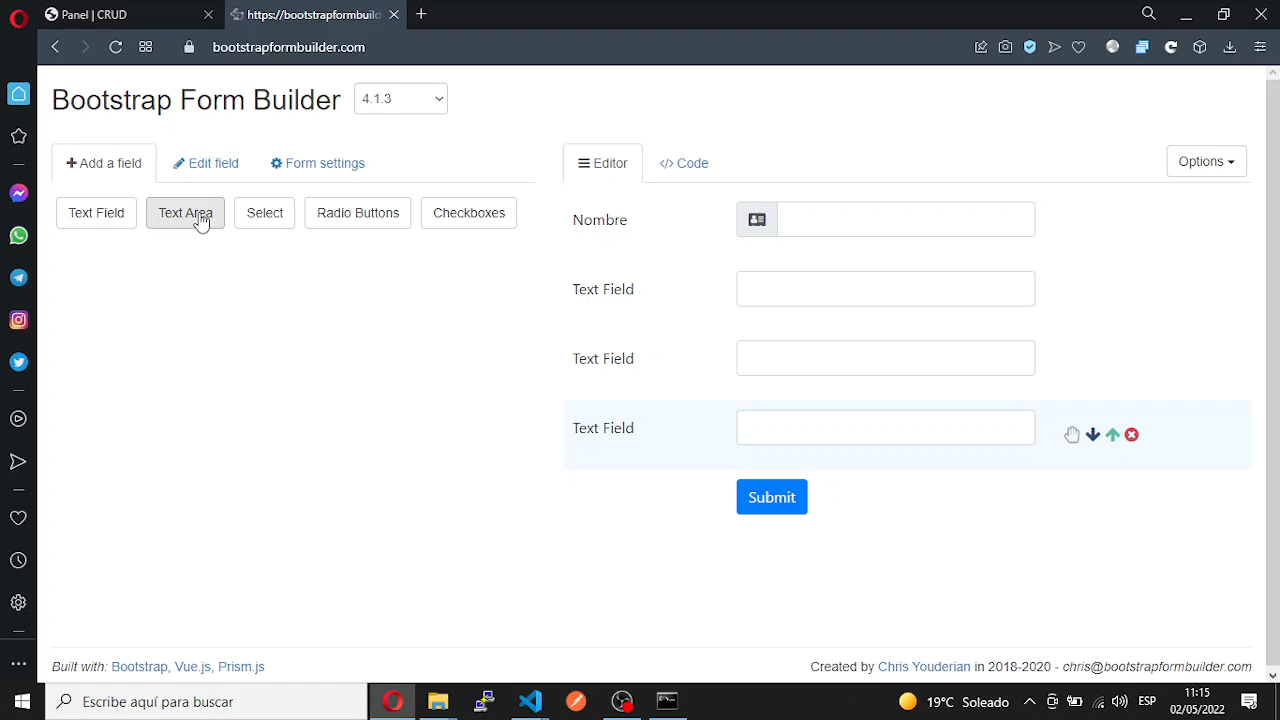 Panel | CRUD
https://bootstrapformbuild
bootstrapformbuilder.com
Bootstrap Form Builder
4.1.3
Add a field
Edit field
Form settings
Editor
</> Code
Options
Text Field
Text Area
Select
Radio Buttons
Checkboxes
Nombre
Text Field
Text Field
Text Field
Submit
Built with: Bootstrap, Vue.js, Prism.js
Created by Chris Youderian in 2018-2020 - chris@bootstrapformbuilder.com
Escribe aquí para buscar
19°C Soleado
ESP
11:15
02/05/2022